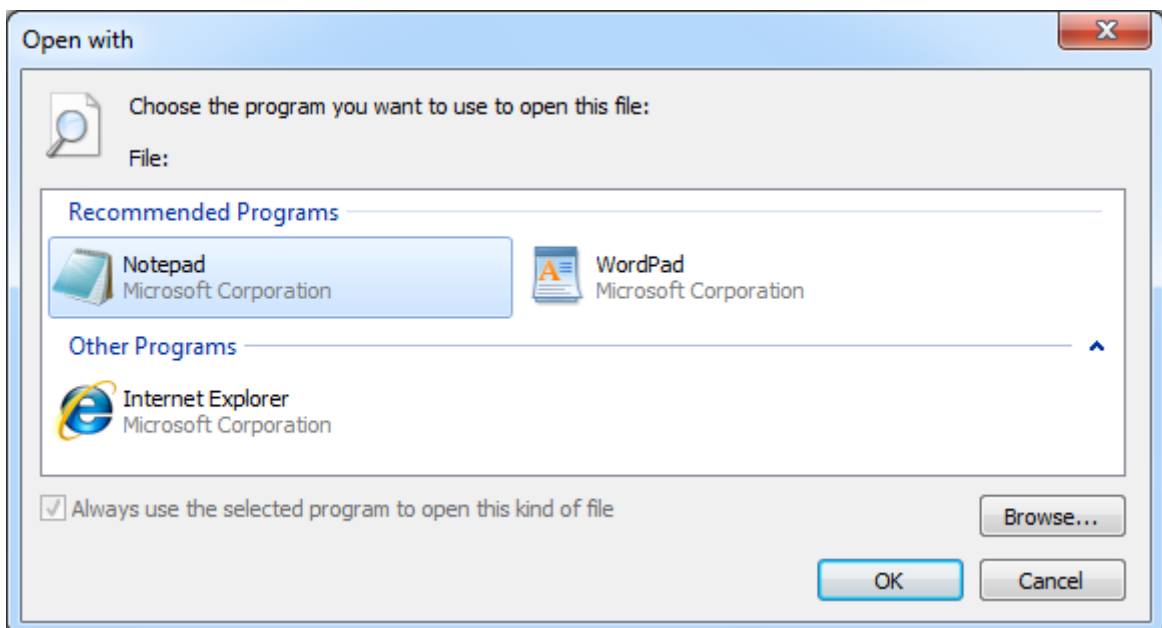 Open with
Choose the program you want to use to open this file:
File:
Recommended Programs
Notepad
Microsoft Corporation
WordPad
Microsoft Corporation
Other Programs
Internet Explorer
Microsoft Corporation
Always use the selected program to open this kind of file
Browse...
OK
Cancel